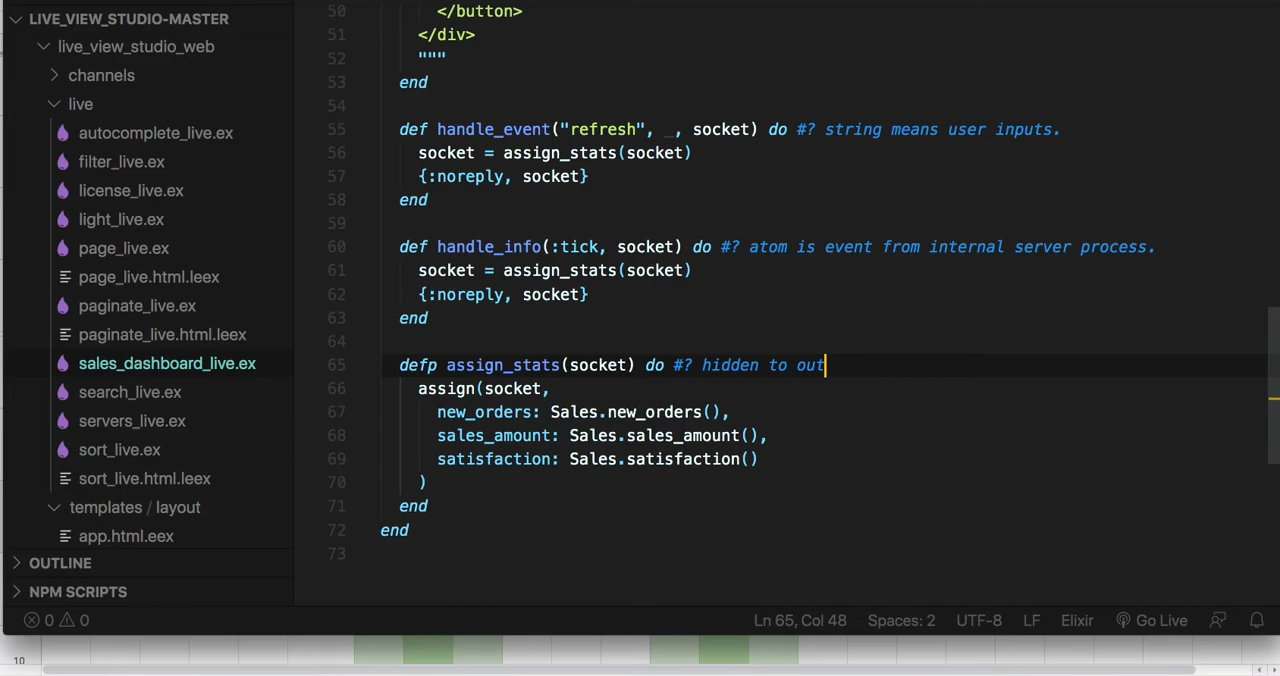 LIVE_VIEW_STUDIO-MASTER
live_view_studio_web
channels
live
autocomplete_live.ex
filter_live.ex
license_live.ex
light_live.ex
page_live.ex
page_live.html.leex
paginate_live.ex
paginate_live.html.leex
sales_dashboard_live.ex
search_live.ex
servers_live.ex
sort_live.ex
sort_live.html.leex
templates / layout
app.html.eex
OUTLINE
NPM SCRIPTS
50 </button>
51 </div>
52 """
53 end
54
55 def handle_event("refresh", _, socket) do #? string means user inputs.
56 socket = assign_stats(socket)
57 {:noreply, socket}
58 end
59
60 def handle_info(:tick, socket) do #? atom is event from internal server process.
61 socket = assign_stats(socket)
62 {:noreply, socket}
63 end
64
65 defp assign_stats(socket) do #? hidden to out
66 assign(socket,
67 new_orders: Sales.new_orders(),
68 sales_amount: Sales.sales_amount(),
69 satisfaction: Sales.satisfaction()
70 )
71 end
72 end
73
0 0 Ln 65, Col 48 Spaces: 2 UTF-8 LF Elixir Go Live
10